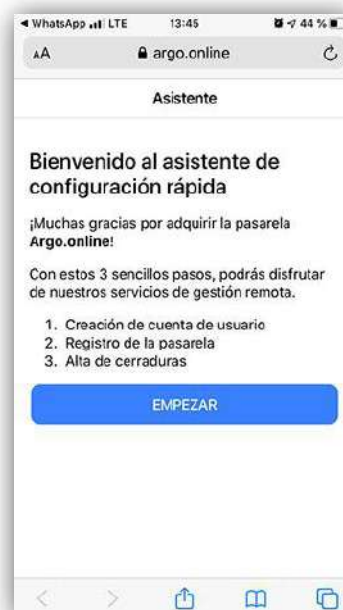 WhatsApp LTE 13:45 44 %
AA argo.online
Asistente
Bienvenido al asistente de
configuración rápida
¡Muchas gracias por adquirir la pasarela
Argo.online!
Con estos 3 sencillos pasos, podrás disfrutar
de nuestros servicios de gestión remota.
1. Creación de cuenta de usuario
2. Registro de la pasarela
3. Alta de cerraduras
EMPEZAR